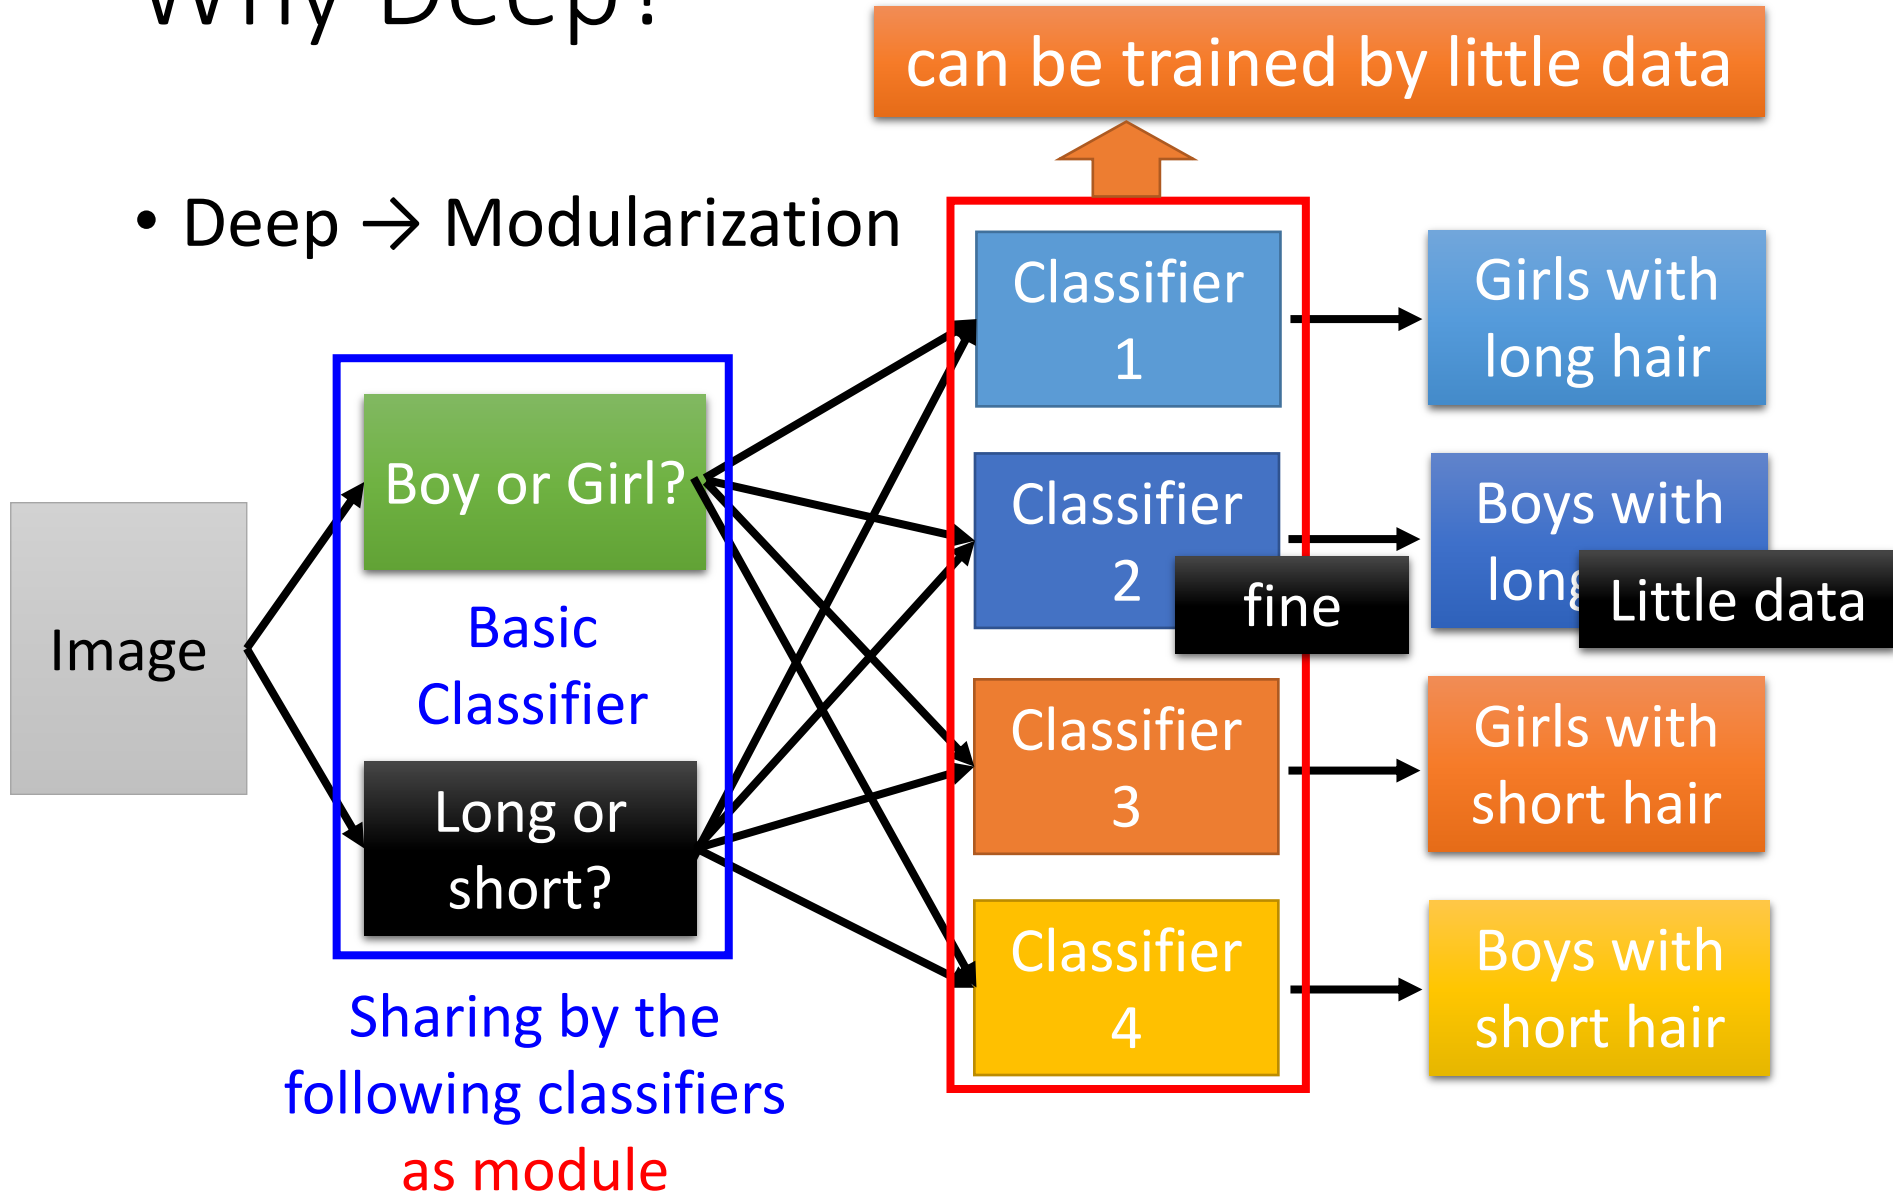 Why Deep?
can be trained by little data
• Deep → Modularization
Image
Boy or Girl?
Basic
Classifier
Long or
short?
Sharing by the
following classifiers
as module
Classifier
1
Girls with
long hair
Classifier
2
fine
Boys with
long
Little data
Classifier
3
Girls with
short hair
Classifier
4
Boys with
short hair